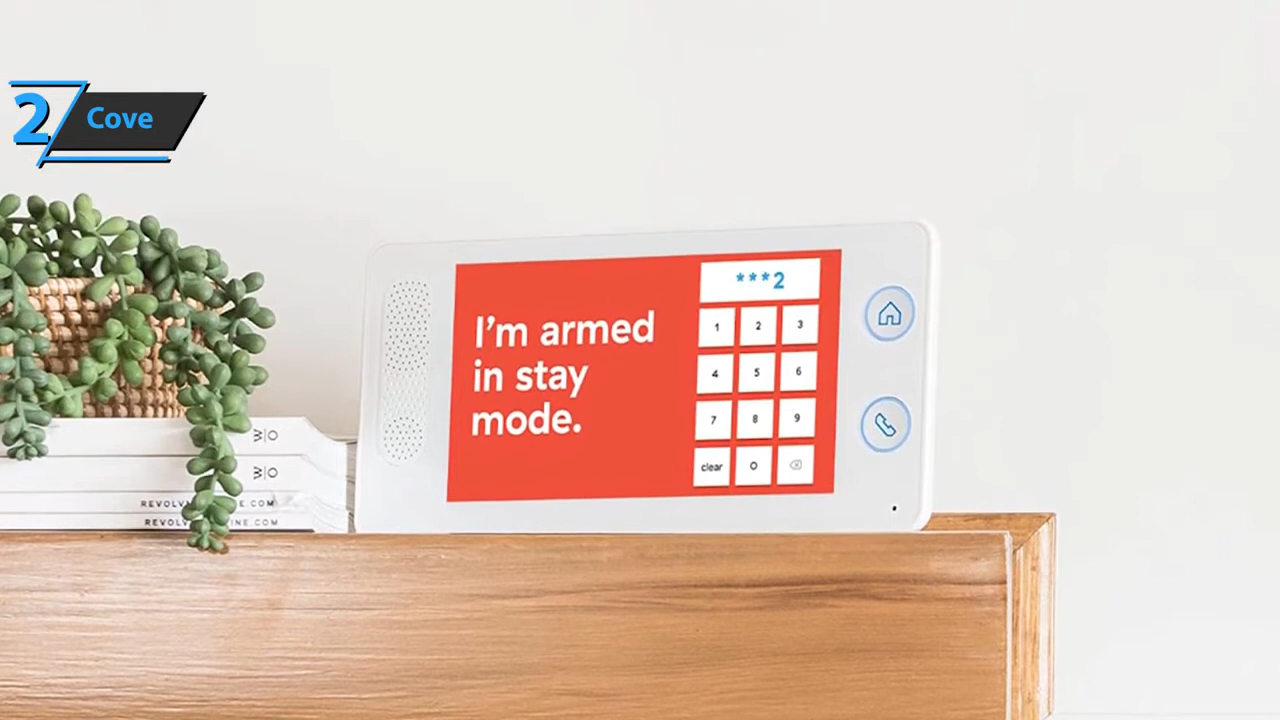 2 Cove
I'm armed
in stay
mode.
***2
1 2 3
4 5 6
7 8 9
clear 0
W|O
W|O